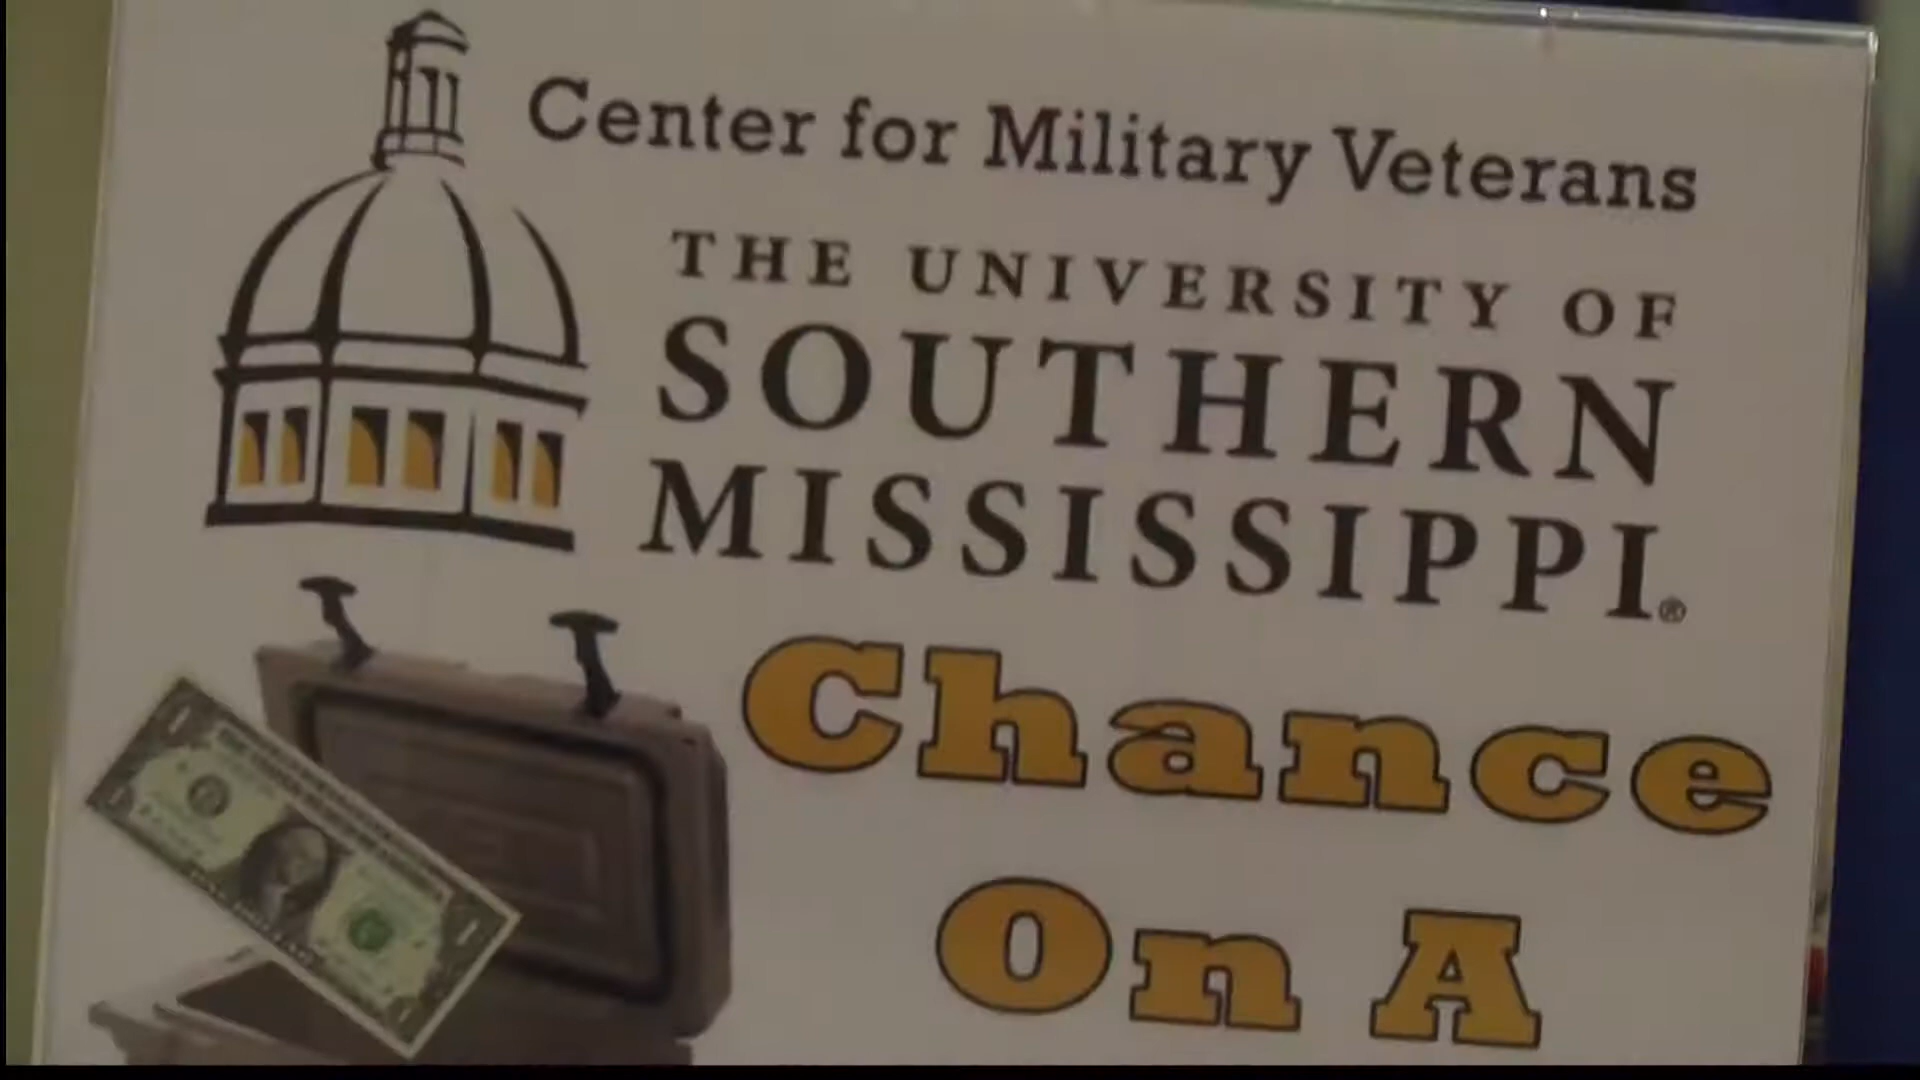 Center for Military Veterans
THE UNIVERSITY OF
SOUTHERN
MISSISSIPPI®
Chance
On A